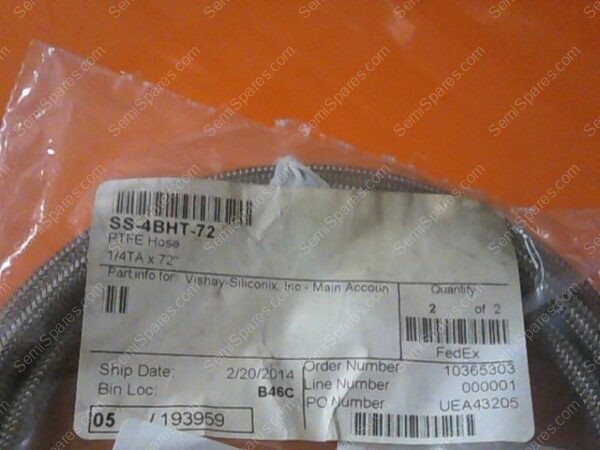 SS-4BHT-72
PTFE Hose
1/4TA x 72"
Part info for: Vishay-Siliconix, Inc - Main Accoun
Quantity
2 of 2
FedEx
Ship Date: 2/20/2014
Bin Loc: B46C
05 / 193959
Order Number 10365303
Line Number 000001
PO Number UEA43205
SemiSpares.com